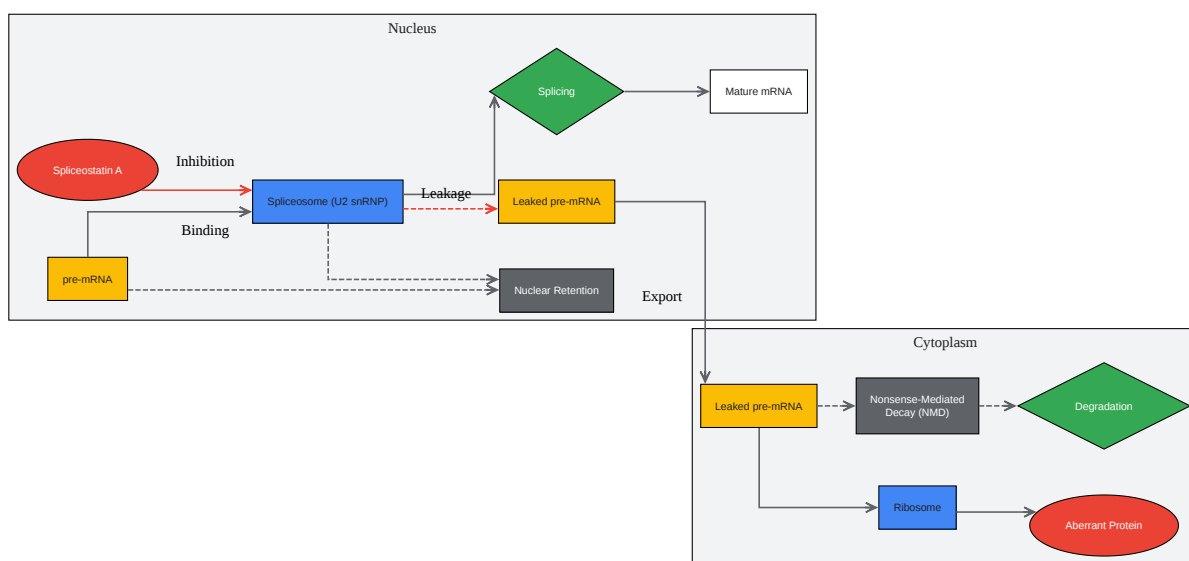 Nucleus
Splicing
Mature mRNA
Inhibition
Spliceostatin A
Spliceosome (U2 snRNP)
Leakage
Leaked pre-mRNA
Binding
pre-mRNA
Nuclear Retention
Export
Cytoplasm
Leaked pre-mRNA
Nonsense-Mediated
Decay (NMD)
Degradation
Ribosome
Aberrant Protein